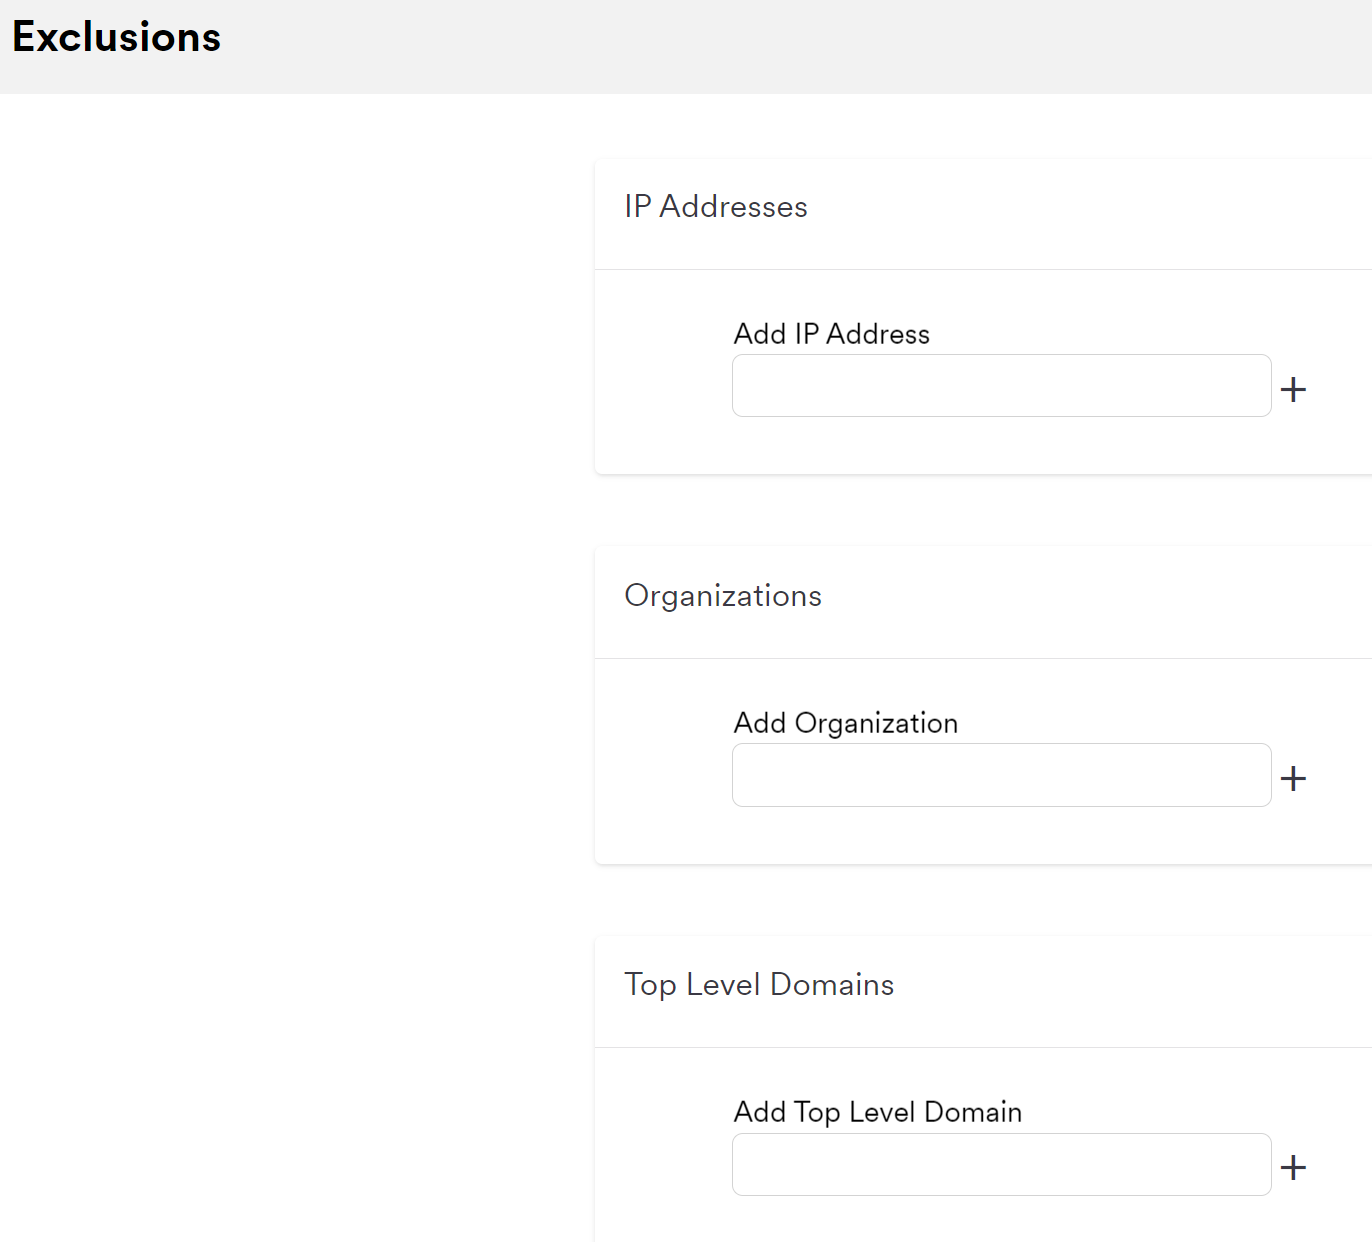 Exclusions
IP Addresses
Add IP Address
Organizations
Add Organization
Top Level Domains
Add Top Level Domain